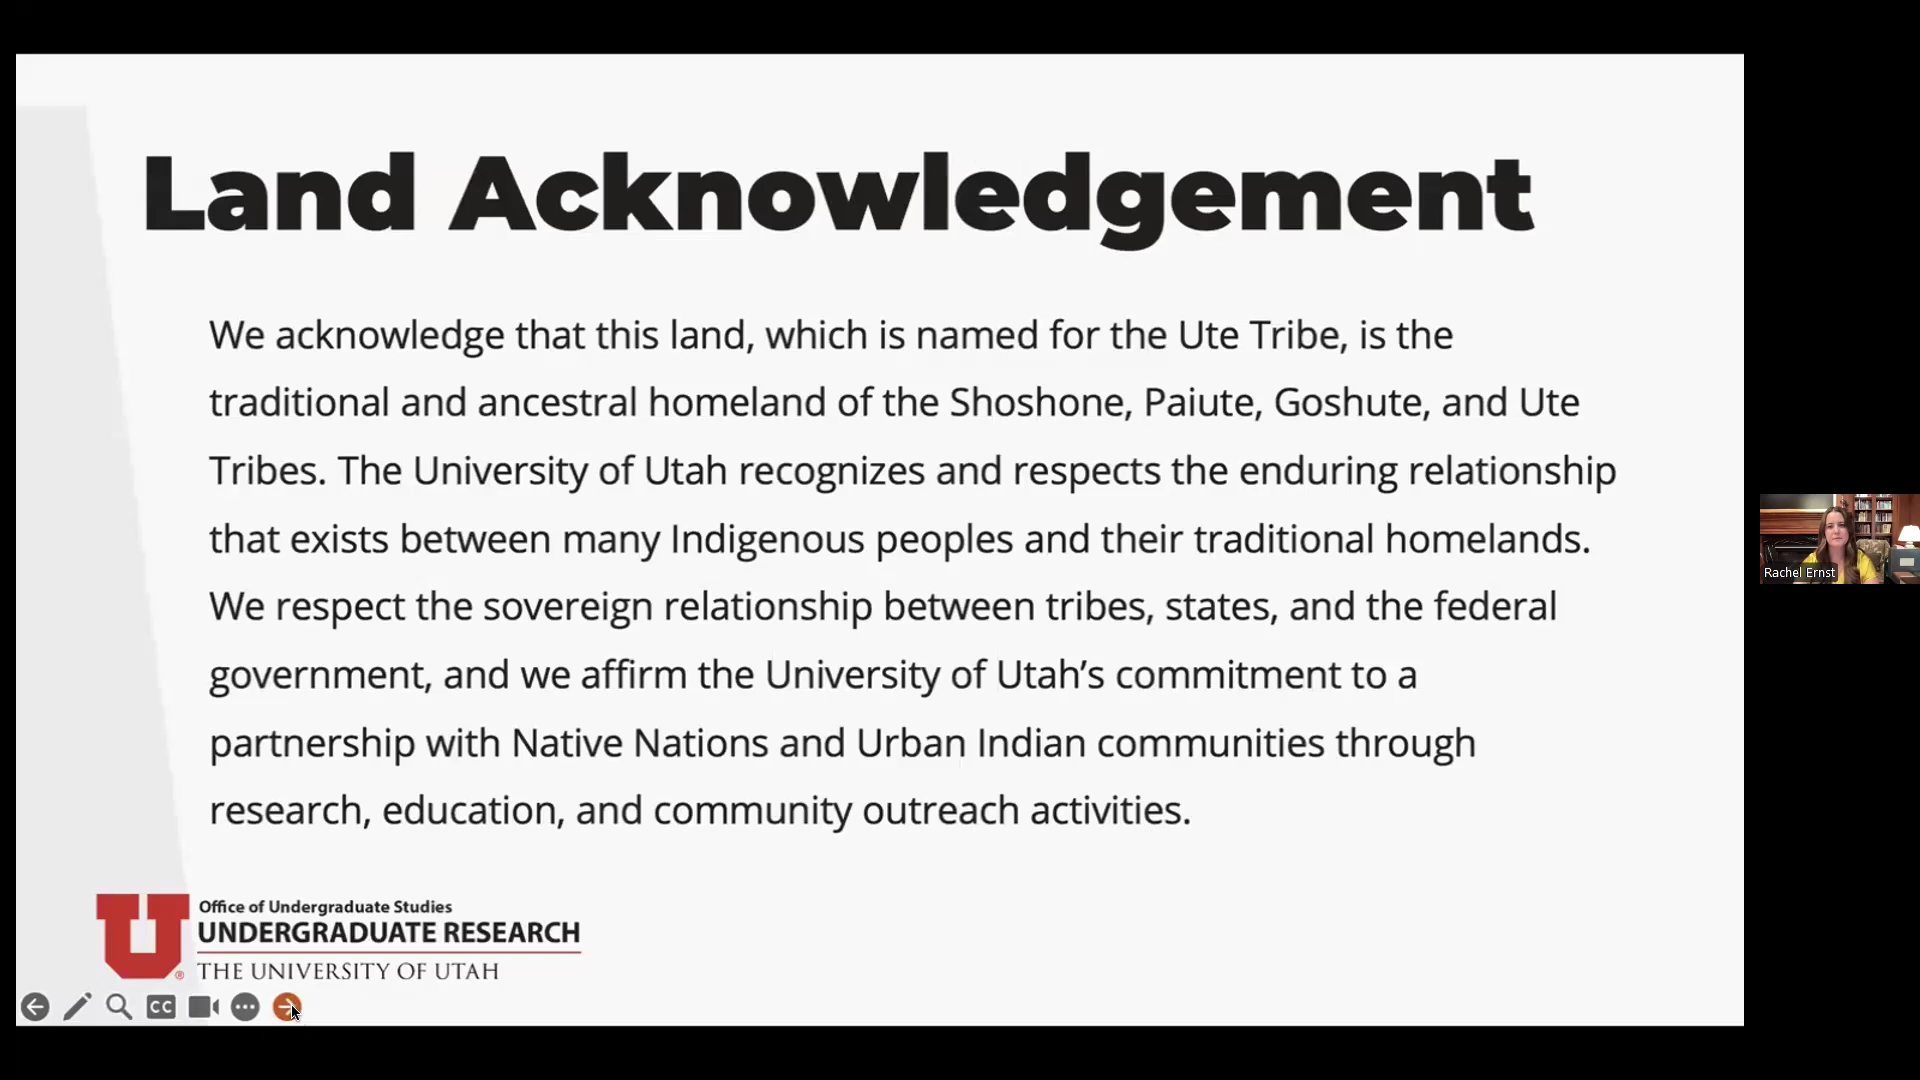 Land Acknowledgement
We acknowledge that this land, which is named for the Ute Tribe, is the
traditional and ancestral homeland of the Shoshone, Paiute, Goshute, and Ute
Tribes. The University of Utah recognizes and respects the enduring relationship
that exists between many Indigenous peoples and their traditional homelands.
We respect the sovereign relationship between tribes, states, and the federal
government, and we affirm the University of Utah’s commitment to a
partnership with Native Nations and Urban Indian communities through
research, education, and community outreach activities.
Rachel Ernst
U®
Office of Undergraduate Studies
UNDERGRADUATE RESEARCH
THE UNIVERSITY OF UTAH
CC